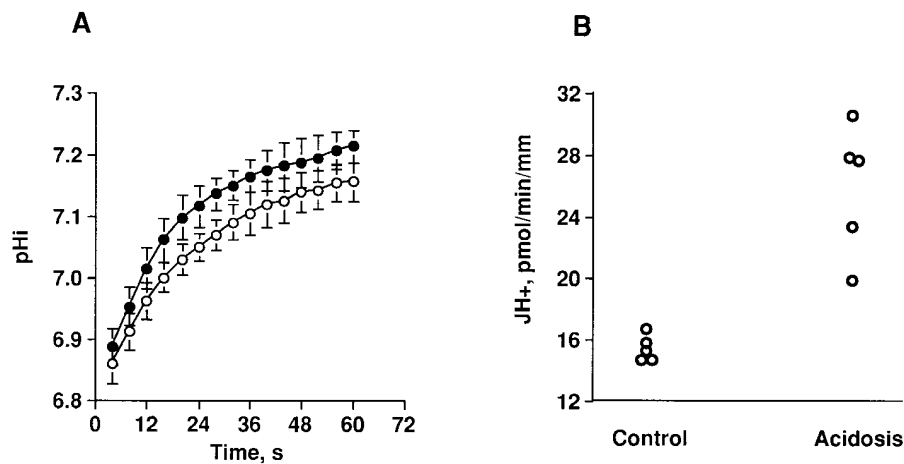 A
B
pHi
7.3
7.2
7.1
7.0
6.9
6.8
0 12 24 36 48 60 72
Time, s
JH+, pmol/min/mm
32
28
24
20
16
12
Control Acidosis